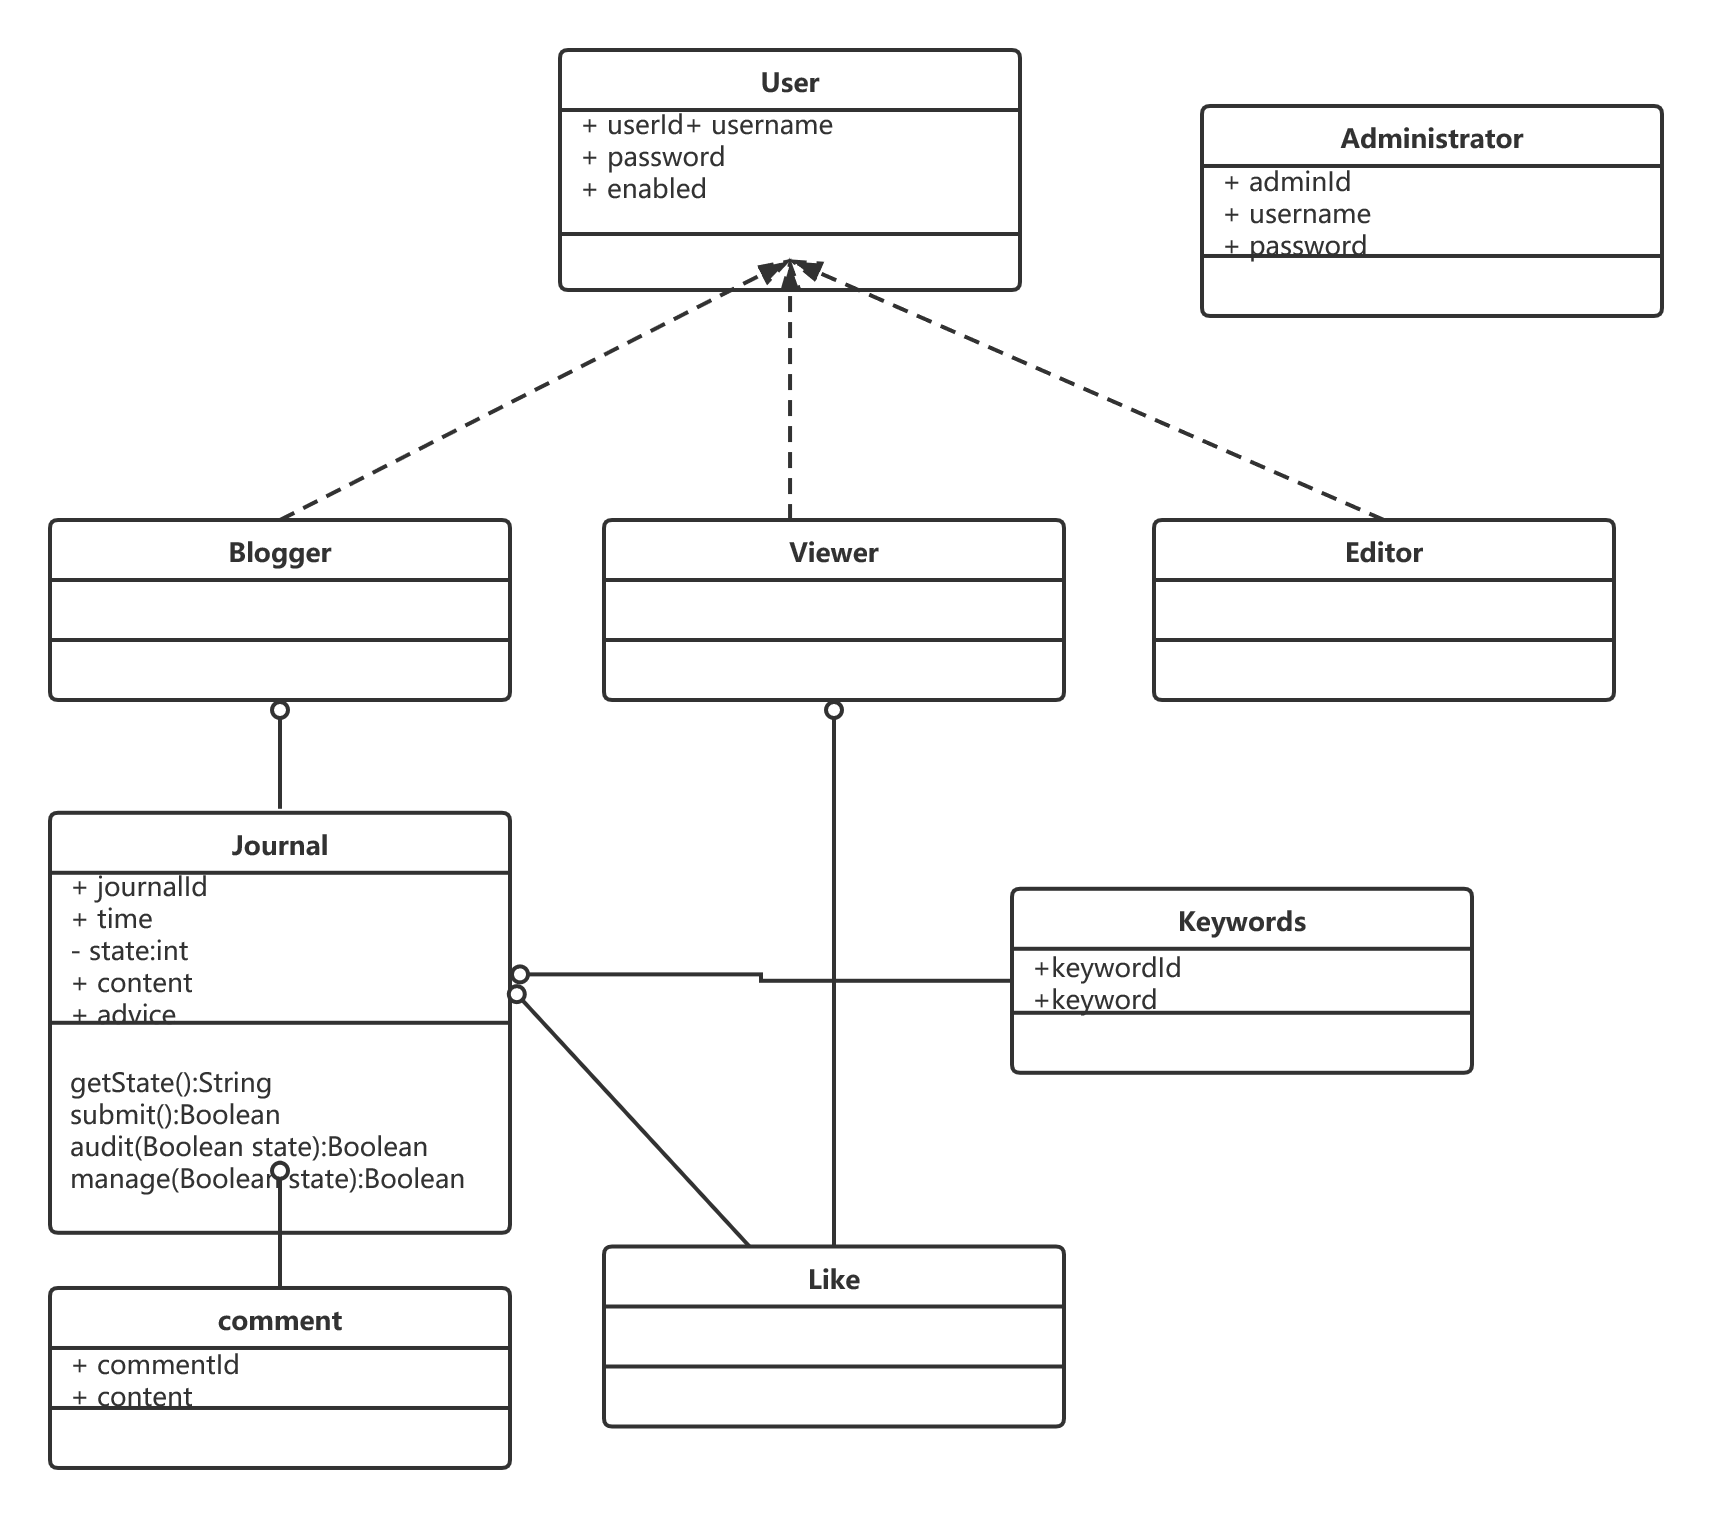 User
+ userId+ username
+ password
+ enabled
Administrator
+ adminId
+ username
+ password
Blogger
Viewer
Editor
Journal
+ journalId
+ time
- state:int
+ content
+ advice
getState():String
submit():Boolean
audit(Boolean state):Boolean
manage(Boolean state):Boolean
Keywords
+keywordId
+keyword
comment
+ commentId
+ content
Like